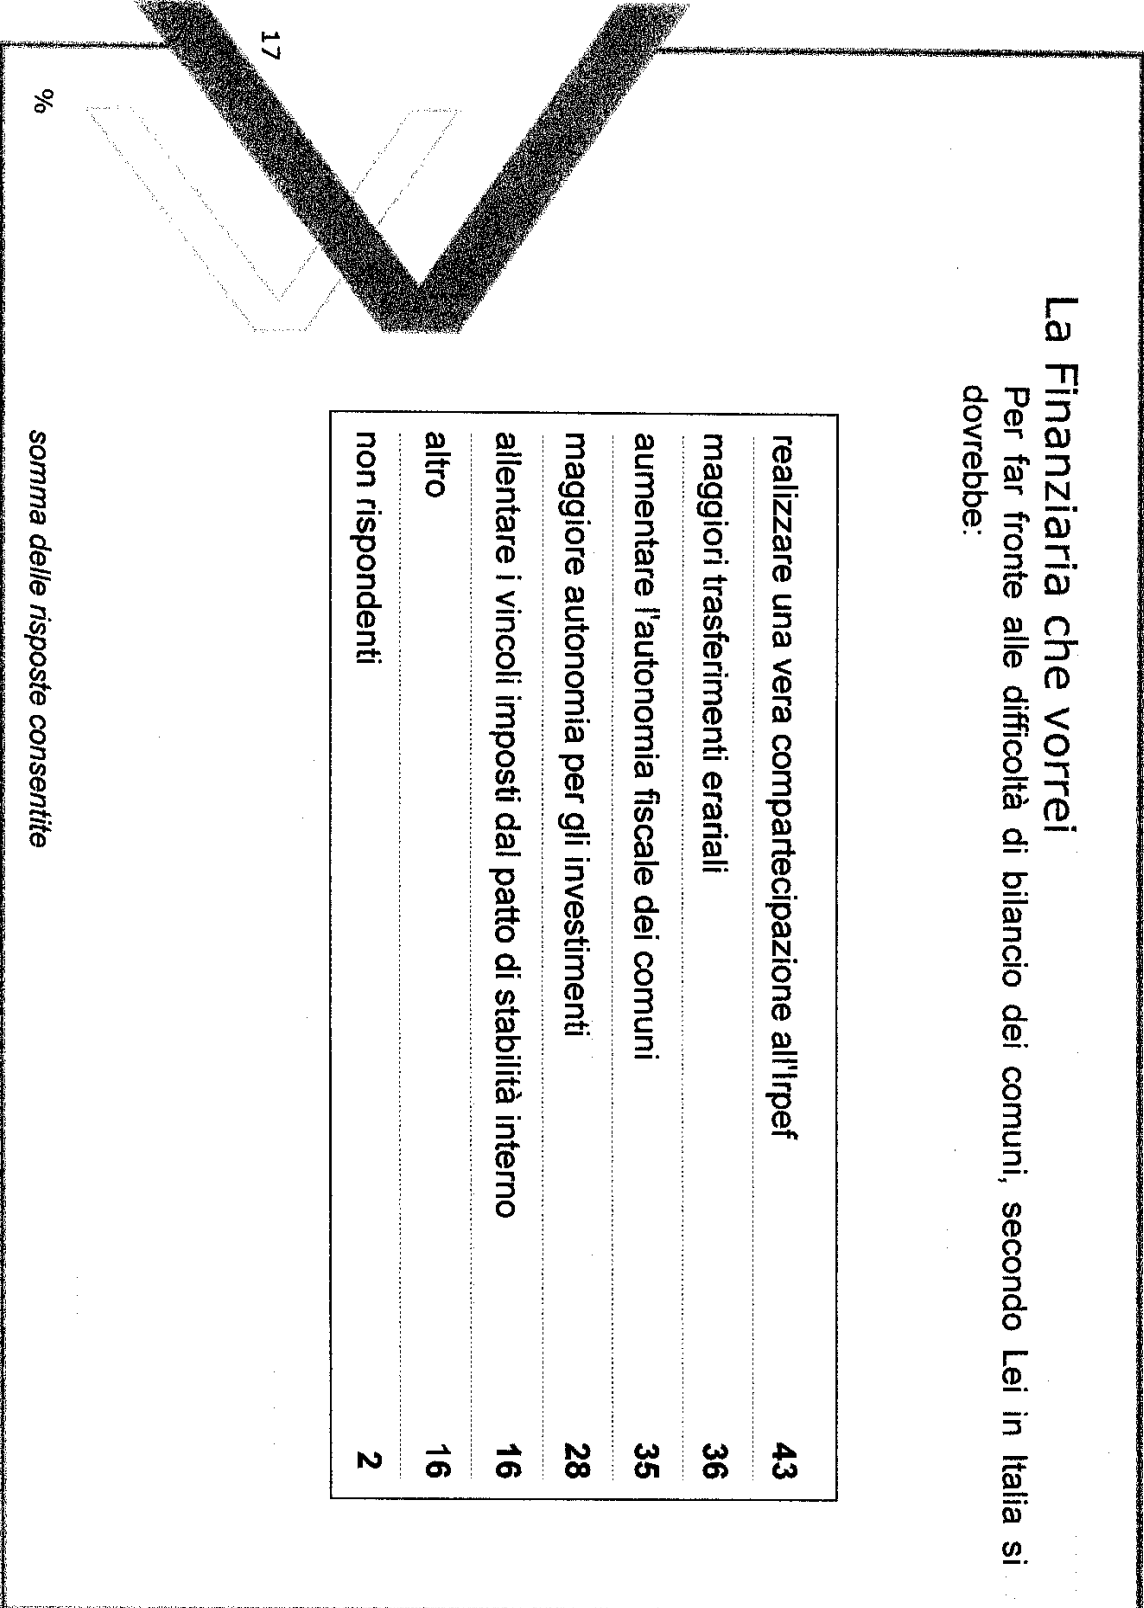 La Finanziaria che vorrei
Per far fronte alle difficoltà di bilancio dei comuni, secondo Lei in Italia si
dovrebbe:
realizzare una vera compartecipazione all'Irpef 43
maggiori trasferimenti erariali 36
aumentare l'autonomia fiscale dei comuni 35
maggiore autonomia per gli investimenti 28
allentare i vincoli imposti dal patto di stabilità interno 16
altro 16
non rispondenti 2
17
% somma delle risposte consentite